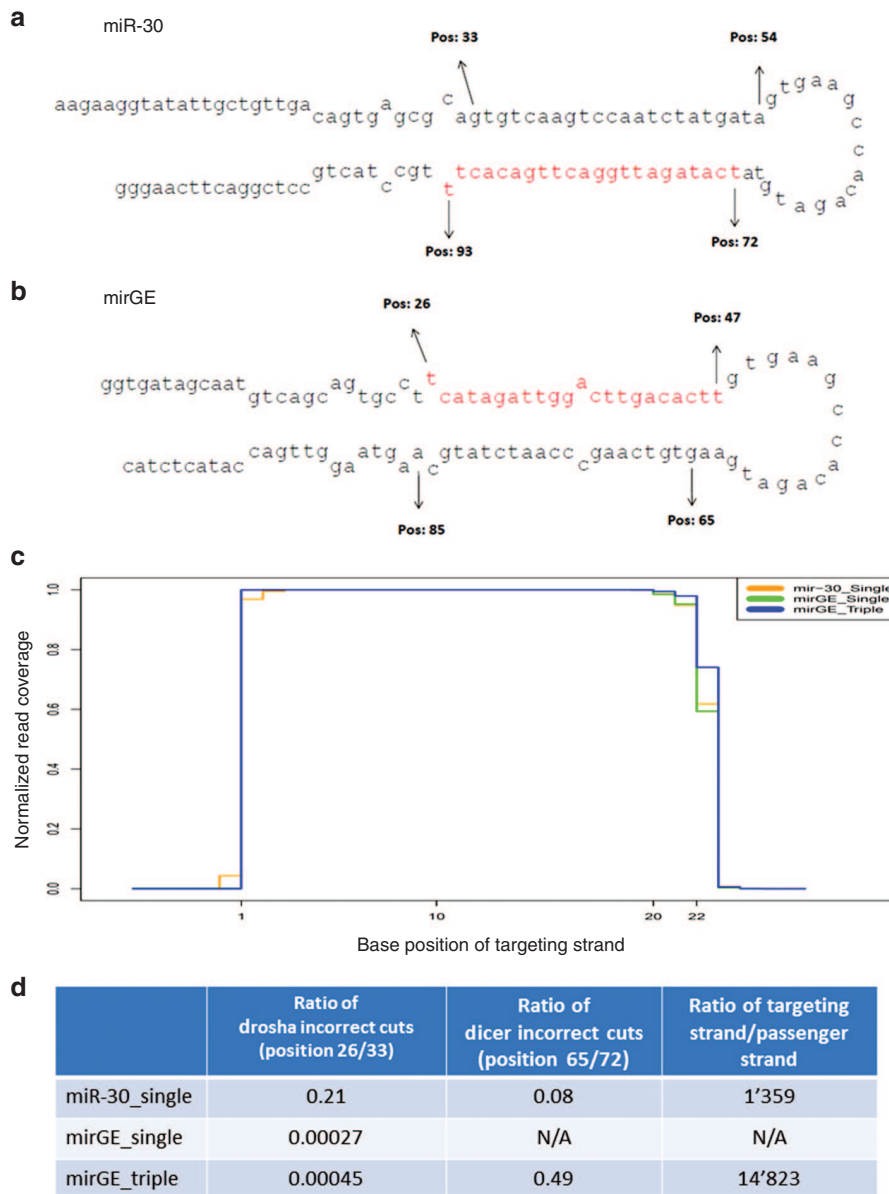 a
miR-30
Pos: 33
Pos: 54
aagaaggtatattgctgttga cagtg a gcg c agtgtcaagtccaatctatgata gtgaagccacagatg
gggaacttcaggctcc gtcat c cgt t tcacagttcaggttagatact at
Pos: 93
Pos: 72
b
mirGE
Pos: 26
Pos: 47
ggtgatagcaat gtcagc ag tgc c t t catagattgg a cttgacactt gtgaagccacagatg
catctcatac cagttg ga atg a a c gtatctaacc c gaactgtgaa
Pos: 85
Pos: 65
c
mir-30_Single
mirGE_Single
mirGE_Triple
Normalized read coverage
1.0
0.8
0.6
0.4
0.2
0.0
1
10
20
22
Base position of targeting strand
d
Ratio of drosha incorrect cuts (position 26/33)
Ratio of dicer incorrect cuts (position 65/72)
Ratio of targeting strand/passenger strand
miR-30_single 0.21 0.08 1'359
mirGE_single 0.00027 N/A N/A
mirGE_triple 0.00045 0.49 14'823